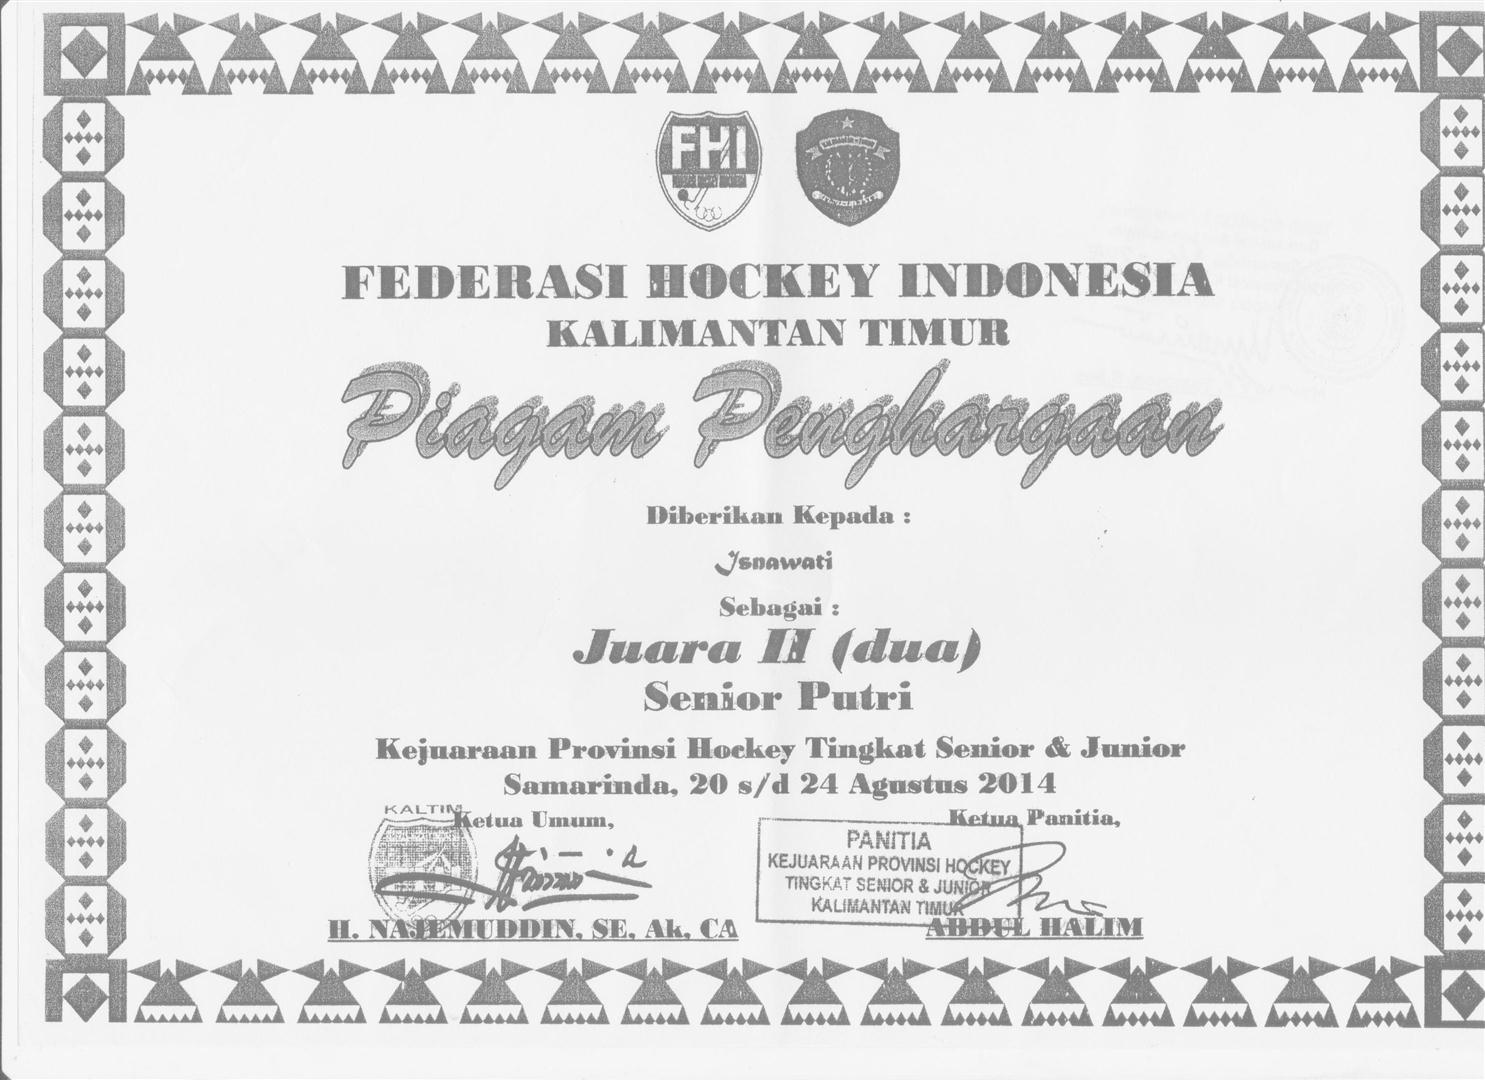 FHI
FEDERASI HOCKEY INDONESIA
KALIMANTAN TIMUR
Piagam Penghargaan
Diberikan Kepada :
Isnawati
Sebagai :
Juara II (dua)
Senior Putri
Kejuaraan Provinsi Hockey Tingkat Senior & Junior
Samarinda, 20 s/d 24 Agustus 2014
KALTIM
Ketua Umum,
H. NAJEMUDDIN, SE, Ak, CA
Ketua Panitia,
PANITIA
KEJUARAAN PROVINSI HOCKEY
TINGKAT SENIOR & JUNIOR
KALIMANTAN TIMUR
ABDUL HALIM